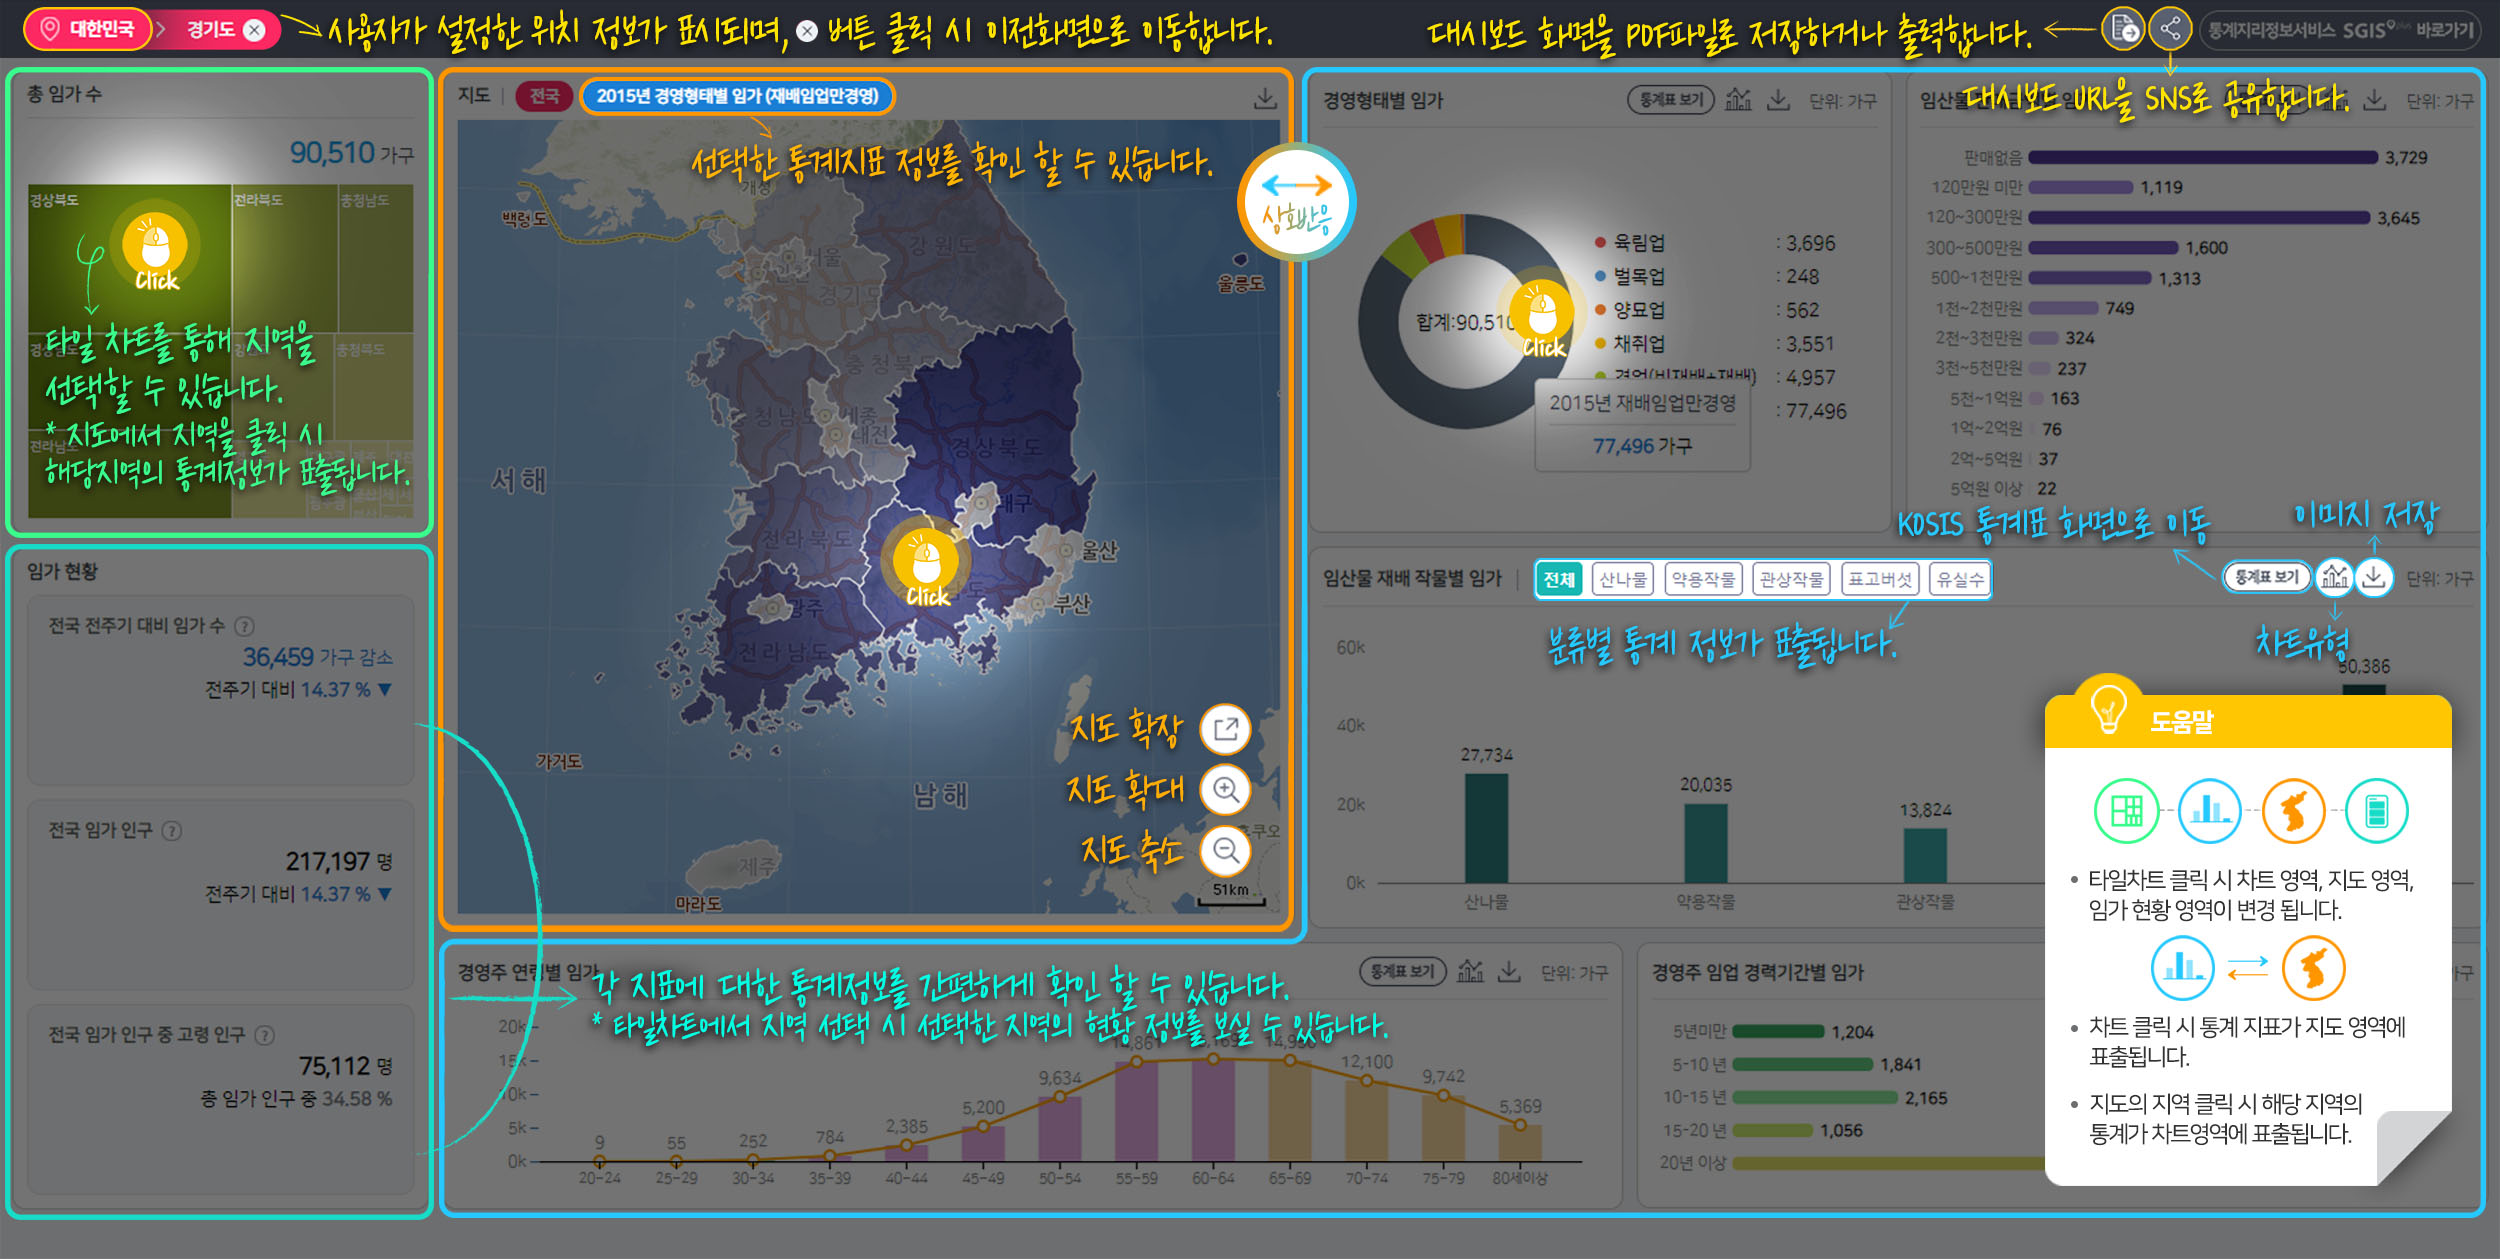 대한민국
경기도
사용자가 설정한 위치 정보가 표시되며, ⓧ 버튼 클릭 시 이전화면으로 이동합니다.
대시보드 화면을 PDF파일로 저장하거나 출력합니다.
통계지리정보서비스 SGIS plus 바로가기
대시보드 URL을 SNS로 공유합니다.
총 임가 수
90,510 가구
경상북도
전라북도
충청남도
Click
타일 차트를 통해 지역을
선택할 수 있습니다.
* 지도에서 지역을 클릭 시
해당지역의 통계정보가 표출됩니다.
경상남도
충청북도
전라남도
임가 현황
전국 전주기 대비 임가 수 ?
36,459 가구 감소
전주기 대비 14.37 % ▼
전국 임가 인구 ?
217,197 명
전주기 대비 14.37 % ▼
전국 임가 인구 중 고령 인구 ?
75,112 명
총 임가 인구 중 34.58 %
지도 | 전국
2015년 경영형태별 임가 (재배임업만경영)
선택한 통계지표 정보를 확인 할 수 있습니다.
상호반응
개성
백령도
강원도
서울
인천
경기도
울릉도
충청북도
충청남도
세종
대전
경상북도
서해
대구
전라북도
울산
Click
광주
부산
전라남도
가거도
남해
제주
마라도
지도 확장
지도 확대
지도 축소
후쿠오
51km
경영형태별 임가
통계표 보기
단위: 가구
합계:90,510
Click
육림업 : 3,696
벌목업 : 248
양묘업 : 562
채취업 : 3,551
겸업(비재배+재배) : 4,957
: 77,496
2015년 재배임업만경영
77,496 가구
단위: 가구
판매없음 3,729
120만원 미만 1,119
120~300만원 3,645
300~500만원 1,600
500~1천만원 1,313
1천~2천만원 749
2천~3천만원 324
3천~5천만원 237
5천~1억원 163
1억~2억원 76
2억~5억원 37
5억원 이상 22
KOSIS 통계표 화면으로 이동
이미지 저장
임산물 재배 작물별 임가 |
전체
산나물
약용작물
관상작물
표고버섯
유실수
통계표 보기
단위: 가구
분류별 통계 정보가 표출됩니다.
차트유형
60k
40k
20k
0k
27,734
20,035
13,824
50,386
산나물
약용작물
관상작물
경영주 연령별 임가
통계표 보기
단위: 가구
각 지표에 대한 통계정보를 간편하게 확인 할 수 있습니다.
* 타일차트에서 지역 선택 시 선택한 지역의 현황 정보를 보실 수 있습니다.
20k
15k
10k
5k
0k
9
55
252
784
2,385
5,200
9,634
12,100
9,742
5,369
20-24
25-29
30-34
35-39
40-44
45-49
50-54
55-59
60-64
65-69
70-74
75-79
80세이상
경영주 임업 경력기간별 임가
5년미만 1,204
5-10 년 1,841
10-15 년 2,165
15-20 년 1,056
20년 이상
도움말
• 타일차트 클릭 시 차트 영역, 지도 영역,
임가 현황 영역이 변경 됩니다.
• 차트 클릭 시 통계 지표가 지도 영역에
표출됩니다.
• 지도의 지역 클릭 시 해당 지역의
통계가 차트영역에 표출됩니다.